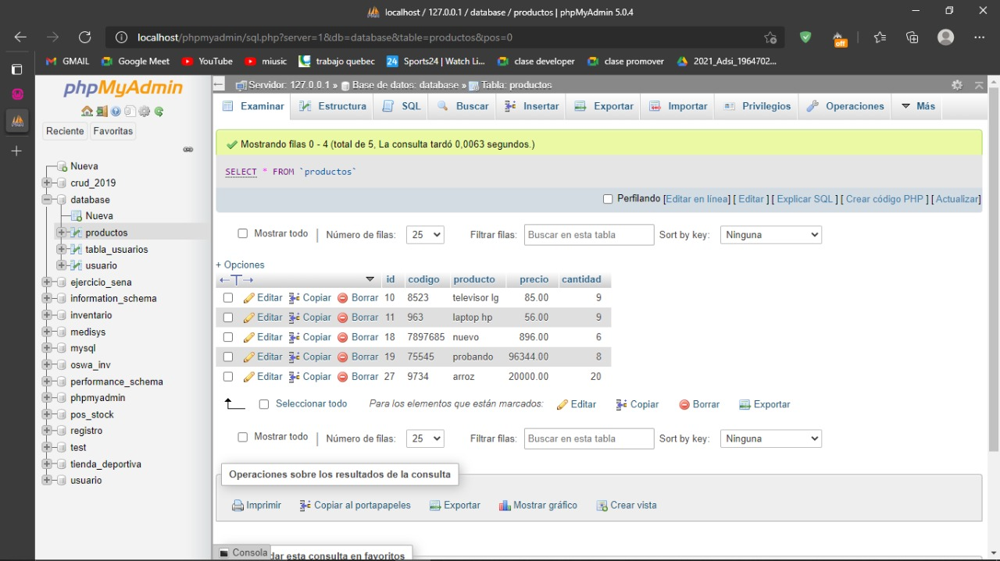 localhost / 127.0.0.1 / database / productos | phpMyAdmin 5.0.4
localhost/phpmyadmin/sql.php?server=1&db=database&table=productos&pos=0
off
GMAIL Google Meet YouTube miusic trabajo quebec 24 Sports24 | Watch Li... clase developer clase promover 2021_Adsi_1964702...
phpMyAdmin
Reciente Favoritas
Nueva
crud_2019
database
Nueva
productos
tabla_usuarios
usuario
ejercicio_sena
information_schema
inventario
medisys
mysql
oswa_inv
performance_schema
phpmyadmin
pos_stock
registro
test
tienda_deportiva
usuario
Servidor: 127.0.0.1 » Base de datos: database » Tabla: productos
Examinar Estructura SQL Buscar Insertar Exportar Importar Privilegios Operaciones Más
Mostrando filas 0 - 4 (total de 5, La consulta tardó 0,0063 segundos.)
SELECT * FROM `productos`
Perfilando [Editar en línea] [ Editar ] [ Explicar SQL ] [ Crear código PHP ] [ Actualizar]
Mostrar todo | Número de filas: 25 Filtrar filas: Buscar en esta tabla Sort by key: Ninguna
+ Opciones
←T→ id codigo producto precio cantidad
Editar Copiar Borrar 10 8523 televisor lg 85.00 9
Editar Copiar Borrar 11 963 laptop hp 56.00 9
Editar Copiar Borrar 18 7897685 nuevo 896.00 6
Editar Copiar Borrar 19 75545 probando 96344.00 8
Editar Copiar Borrar 27 9734 arroz 20000.00 20
Seleccionar todo Para los elementos que están marcados: Editar Copiar Borrar Exportar
Mostrar todo | Número de filas: 25 Filtrar filas: Buscar en esta tabla Sort by key: Ninguna
Operaciones sobre los resultados de la consulta
Imprimir Copiar al portapapeles Exportar Mostrar gráfico Crear vista
Consola
esta consulta en favoritos